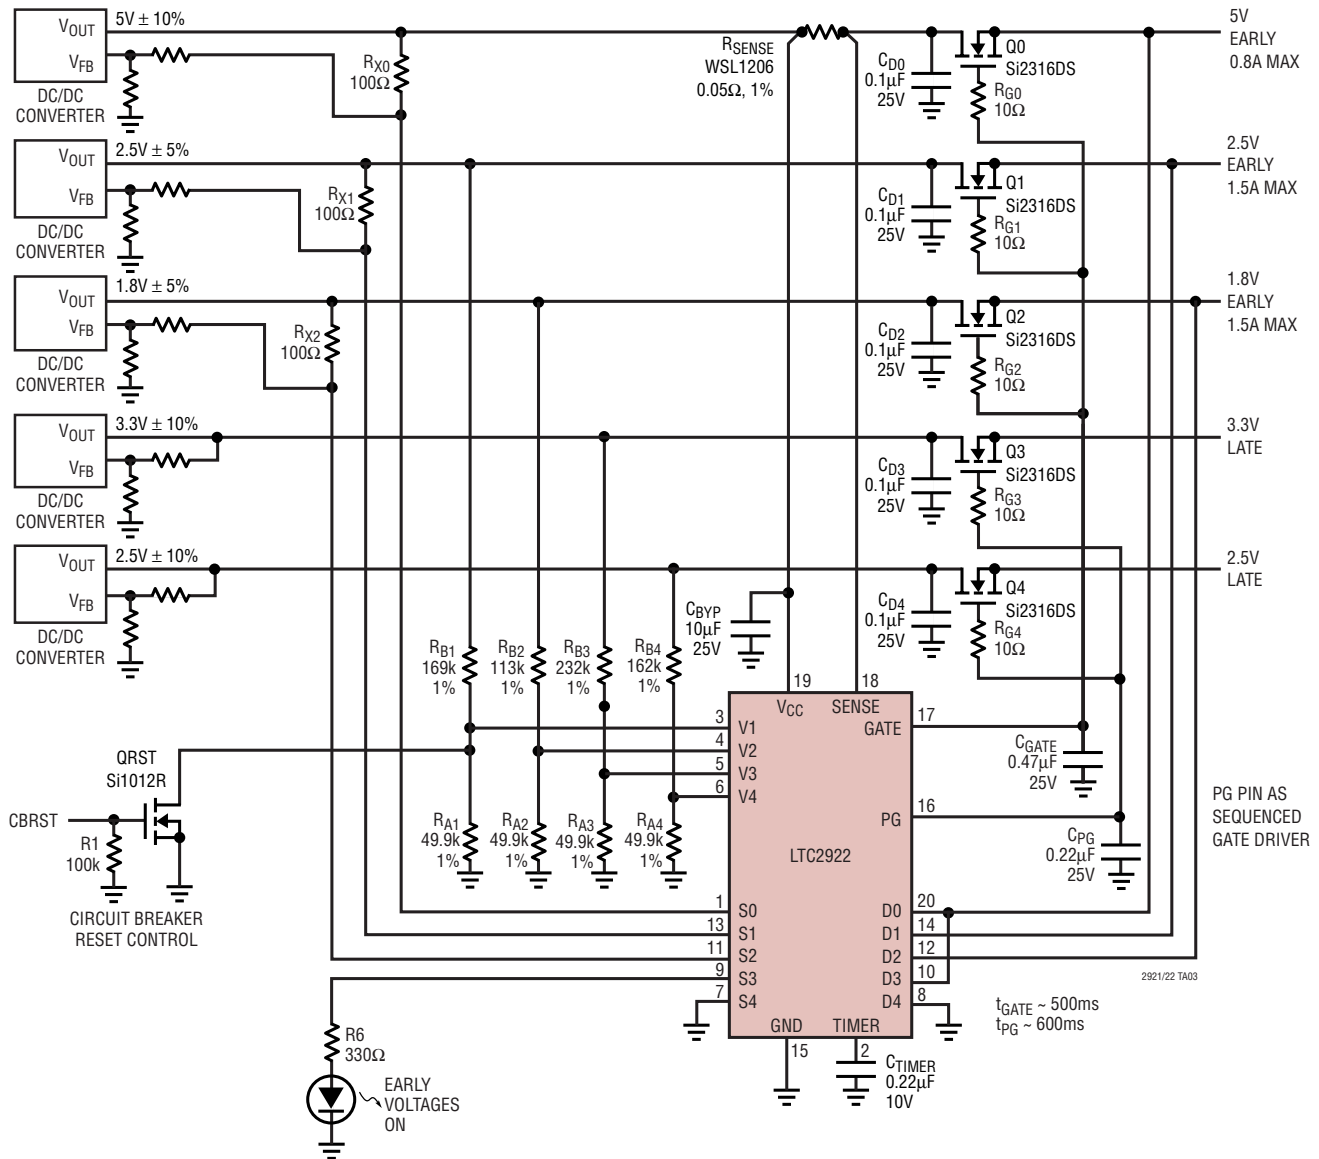 VOUT
5V ± 10%
VFB
DC/DC
CONVERTER
RX0
100Ω
RSENSE
WSL1206
0.05Ω, 1%
CD0
0.1µF
25V
Q0
Si2316DS
RG0
10Ω
5V
EARLY
0.8A MAX
VOUT
2.5V ± 5%
VFB
DC/DC
CONVERTER
RX1
100Ω
CD1
0.1µF
25V
Q1
Si2316DS
RG1
10Ω
2.5V
EARLY
1.5A MAX
VOUT
1.8V ± 5%
VFB
DC/DC
CONVERTER
RX2
100Ω
CD2
0.1µF
25V
Q2
Si2316DS
RG2
10Ω
1.8V
EARLY
1.5A MAX
VOUT
3.3V ± 10%
VFB
DC/DC
CONVERTER
CD3
0.1µF
25V
Q3
Si2316DS
RG3
10Ω
3.3V
LATE
VOUT
2.5V ± 10%
VFB
DC/DC
CONVERTER
CD4
0.1µF
25V
Q4
Si2316DS
RG4
10Ω
2.5V
LATE
CBYP
10µF
25V
RB1
169k
1%
RB2
113k
1%
RB3
232k
1%
RB4
162k
1%
19
18
VCC
SENSE
3
V1
4
V2
5
V3
6
V4
GATE
17
CGATE
0.47µF
25V
QRST
Si1012R
CBRST
R1
100k
CIRCUIT BREAKER
RESET CONTROL
RA1
49.9k
1%
RA2
49.9k
1%
RA3
49.9k
1%
RA4
49.9k
1%
LTC2922
PG
16
CPG
0.22µF
25V
PG PIN AS
SEQUENCED
GATE DRIVER
1
S0
13
S1
11
S2
9
S3
7
S4
D0
20
D1
14
D2
12
D3
10
D4
8
GND
TIMER
15
2
CTIMER
0.22µF
10V
2921/22 TA03
tGATE ~ 500ms
tPG ~ 600ms
R6
330Ω
EARLY
VOLTAGES
ON